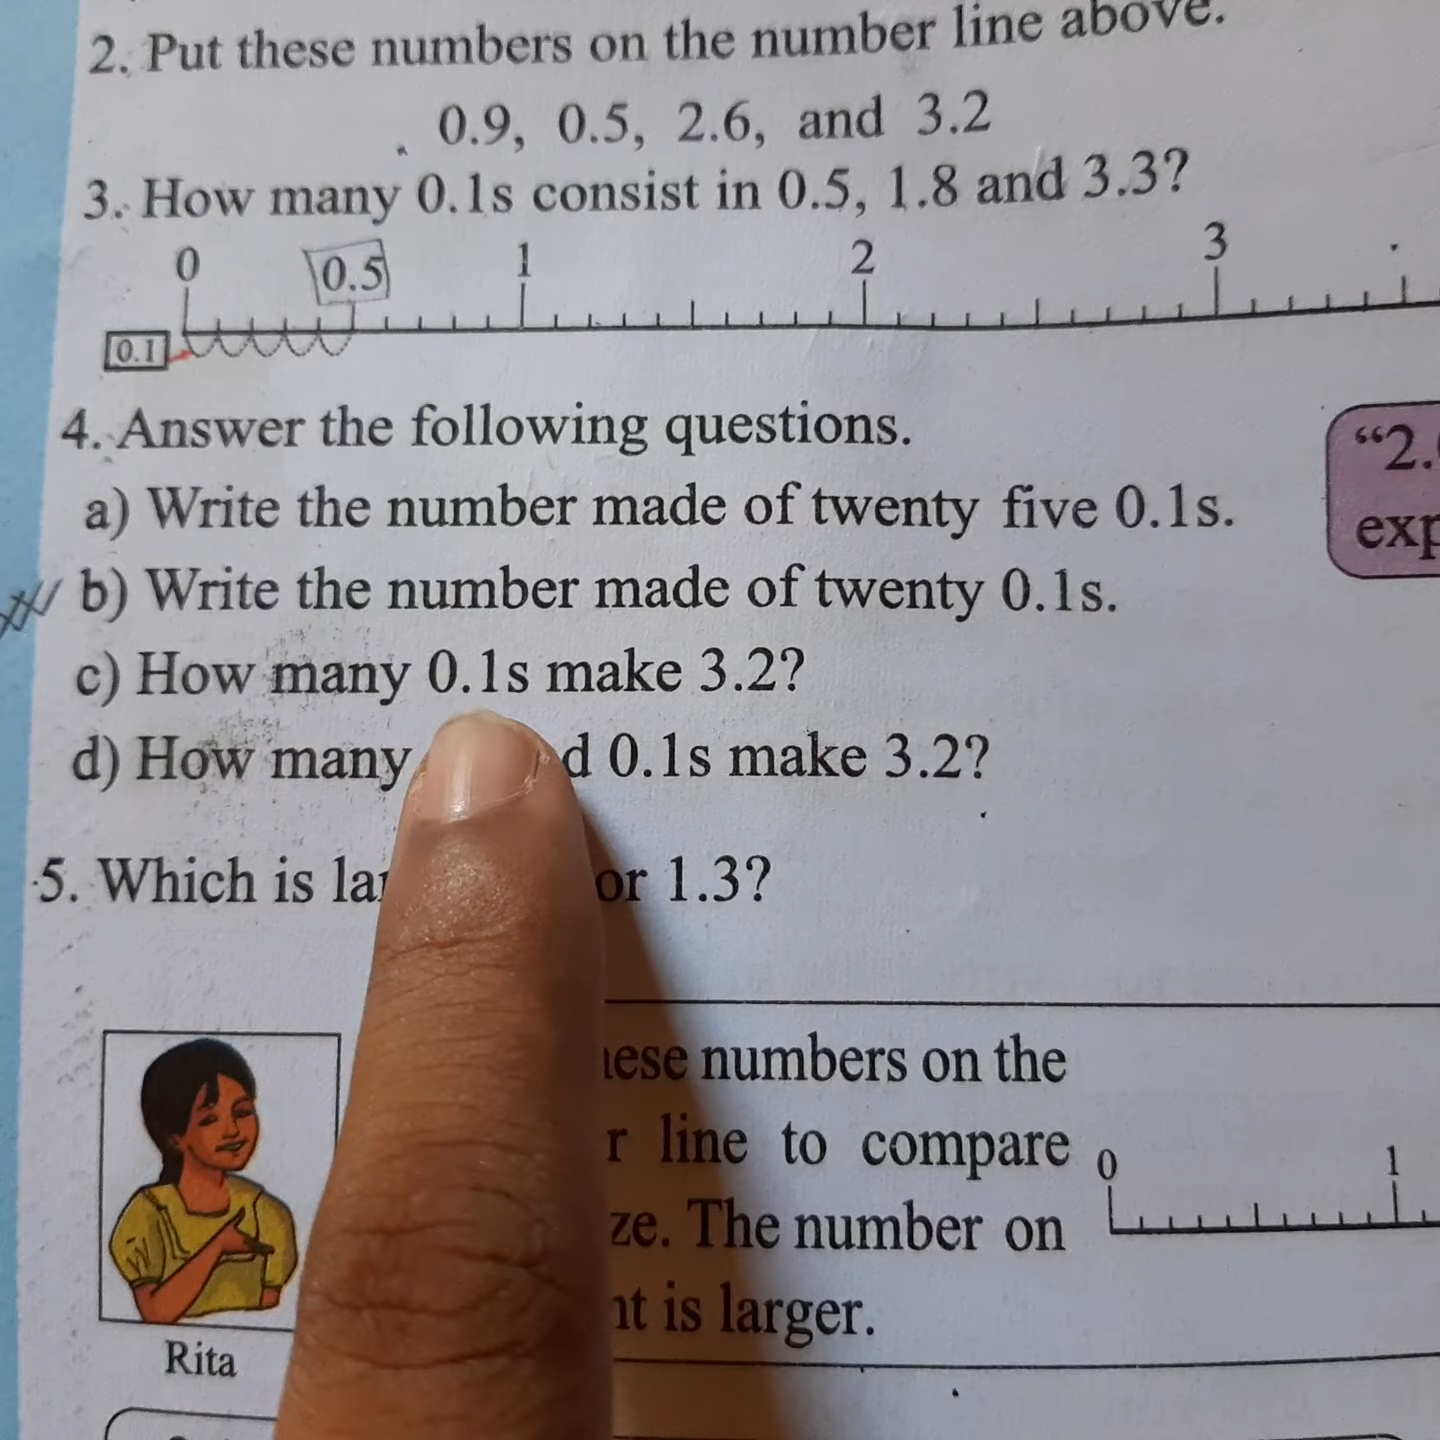 2. Put these numbers on the number line above.
0.9, 0.5, 2.6, and 3.2
3. How many 0.1s consist in 0.5, 1.8 and 3.3?
0 0.5 1 2 3
0.1
4. Answer the following questions.
a) Write the number made of twenty five 0.1s.
b) Write the number made of twenty 0.1s.
c) How many 0.1s make 3.2?
d) How many 0.1s make 3.2?
5. Which is or 1.3?
numbers on the
line to compare
The number on
is larger.
0 1
Rita